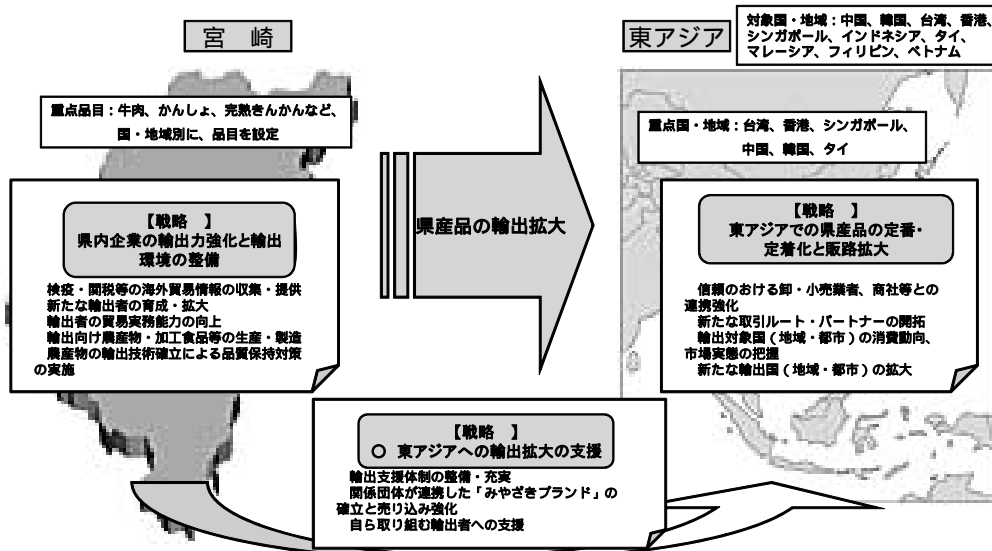 宮 崎
東アジア
対象国・地域：中国、韓国、台湾、香港、
シンガポール、インドネシア、タイ、
マレーシア、フィリピン、ベトナム
重点品目：牛肉、かんしょ、完熟きんかんなど、
国・地域別に、品目を設定
重点国・地域：台湾、香港、シンガポール、
中国、韓国、タイ
【戦略 】
県内企業の輸出力強化と輸出
環境の整備
検疫・関税等の海外貿易情報の収集・提供
新たな輸出者の育成・拡大
輸出者の貿易実務能力の向上
輸出向け農産物・加工食品等の生産・製造
農産物の輸出技術確立による品質保持対策
の実施
県産品の輸出拡大
【戦略 】
東アジアでの県産品の定番・
定着化と販路拡大
信頼のおける卸・小売業者、商社等との
連携強化
新たな取引ルート・パートナーの開拓
輸出対象国（地域・都市）の消費動向、
市場実態の把握
新たな輸出国（地域・都市）の拡大
【戦略 】
○ 東アジアへの輸出拡大の支援
輸出支援体制の整備・充実
関係団体が連携した「みやざきブランド」の
確立と売り込み強化
自ら取り組む輸出者への支援